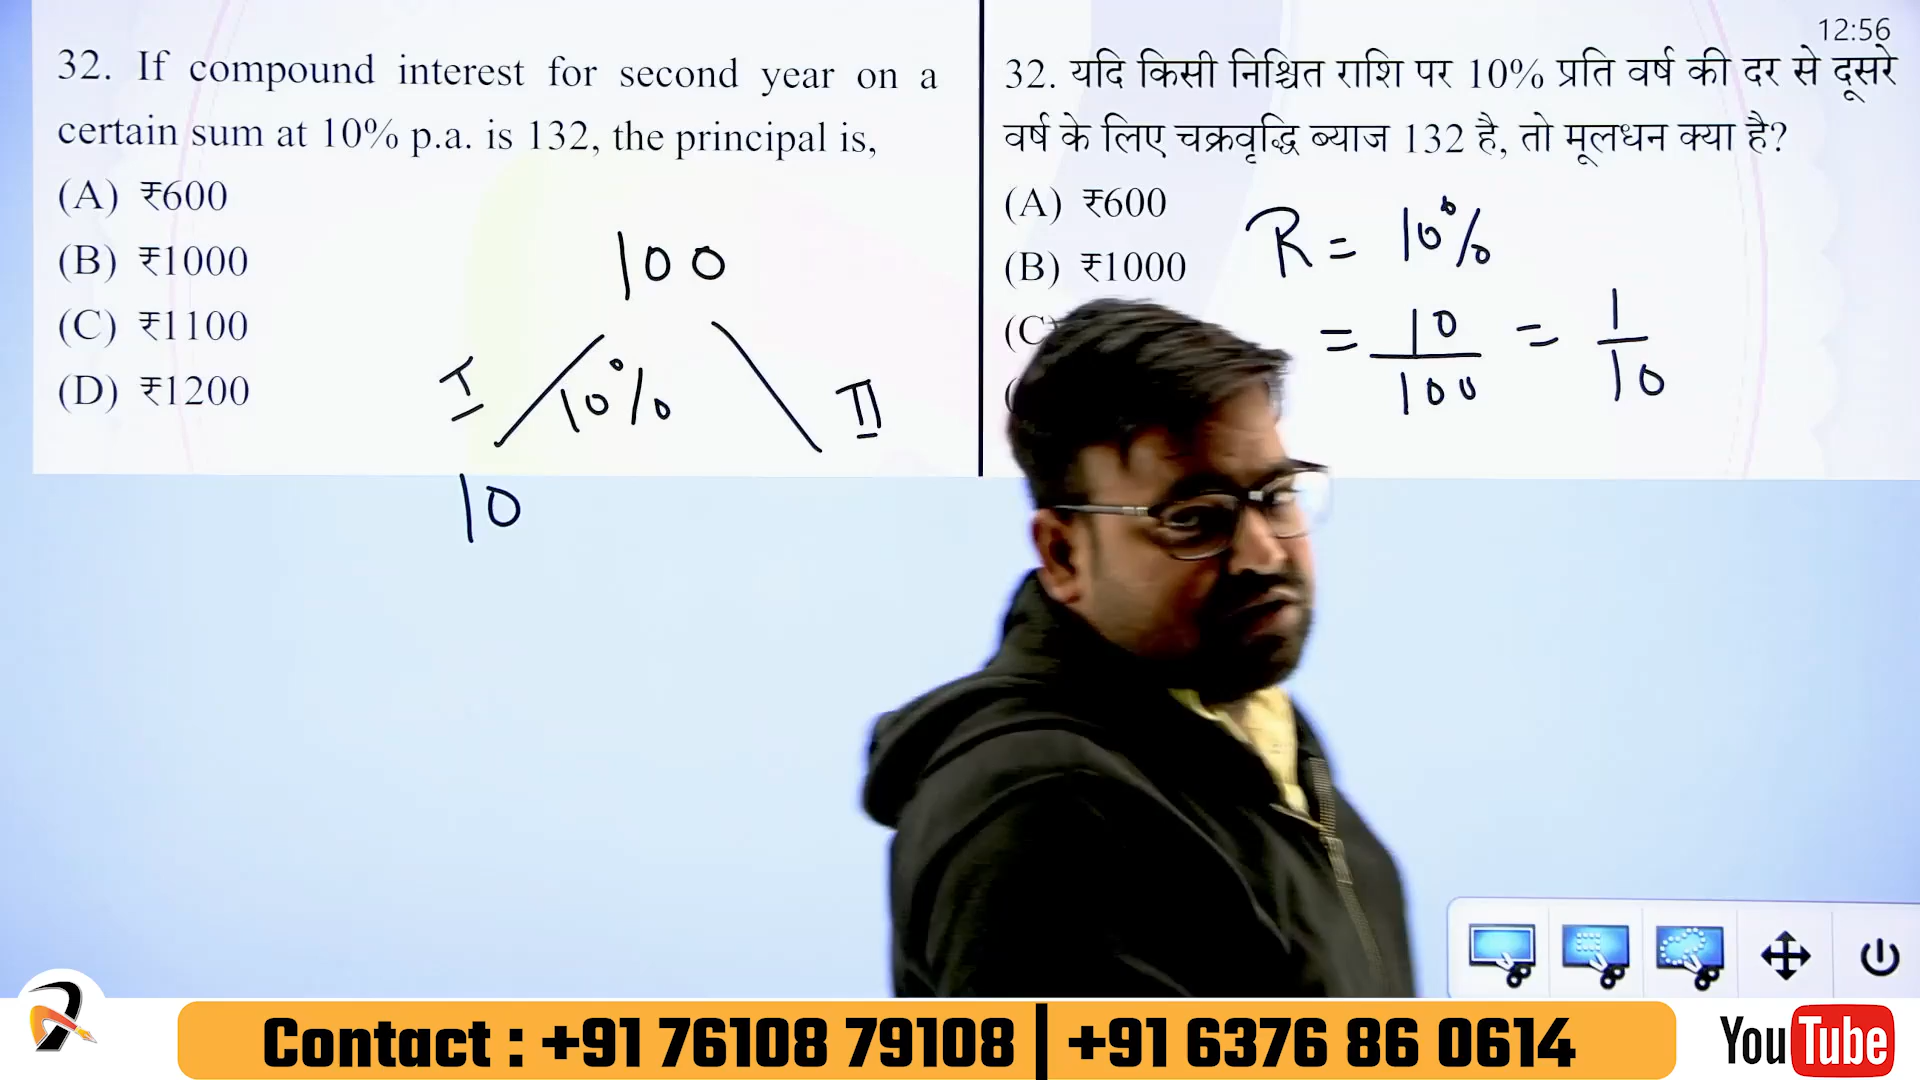 12:56
32. If compound interest for second year on a
certain sum at 10% p.a. is 132, the principal is,
(A) ₹600
(B) ₹1000
(C) ₹1100
(D) ₹1200
100
I 10% II
10
32. यदि किसी निश्चित राशि पर 10% प्रति वर्ष की दर से दूसरे
वर्ष के लिए चक्रवृद्धि ब्याज 132 है, तो मूलधन क्या है?
(A) ₹600
(B) ₹1000
(C)
R = 10%
= 10/100 = 1/10
Contact : +91 76108 79108 | +91 6376 86 0614
YouTube